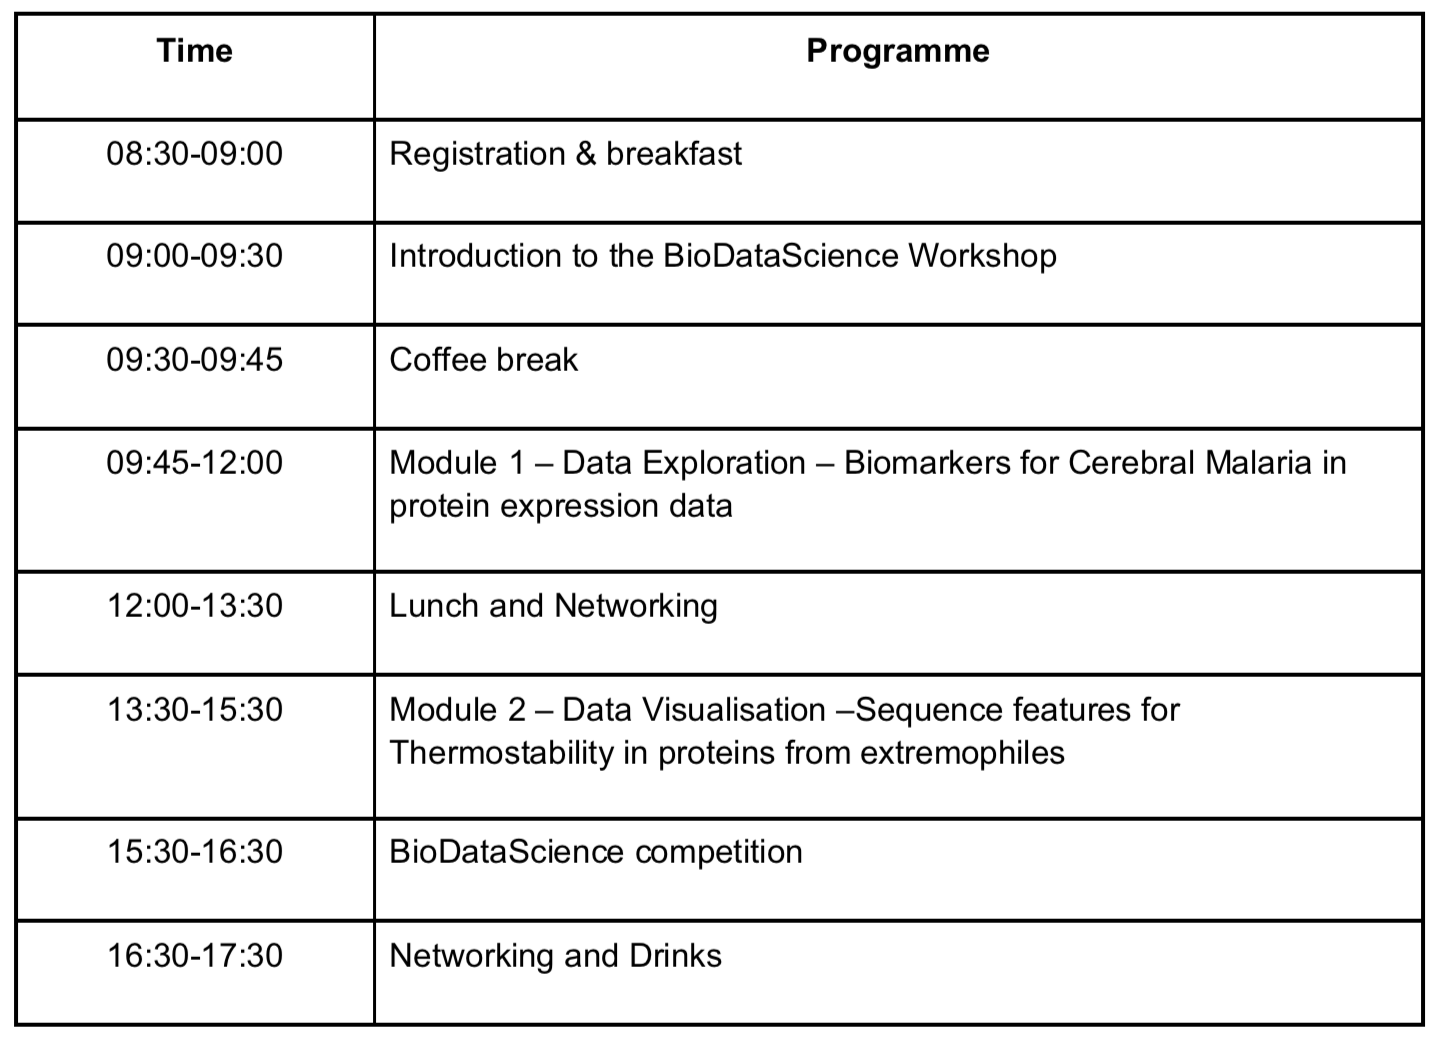 Time Programme
08:30-09:00 Registration & breakfast
09:00-09:30 Introduction to the BioDataScience Workshop
09:30-09:45 Coffee break
09:45-12:00 Module 1 – Data Exploration – Biomarkers for Cerebral Malaria in
protein expression data
12:00-13:30 Lunch and Networking
13:30-15:30 Module 2 – Data Visualisation –Sequence features for
Thermostability in proteins from extremophiles
15:30-16:30 BioDataScience competition
16:30-17:30 Networking and Drinks